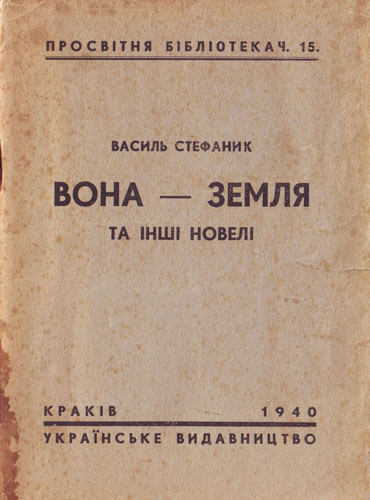 ПРОСВІТНЯ БІБЛІОТЕКА Ч. 15.
ВАСИЛЬ СТЕФАНИК
ВОНА — ЗЕМЛЯ
ТА ІНШІ НОВЕЛІ
КРАКІВ 1940
УКРАЇНСЬКЕ ВИДАВНИЦТВО